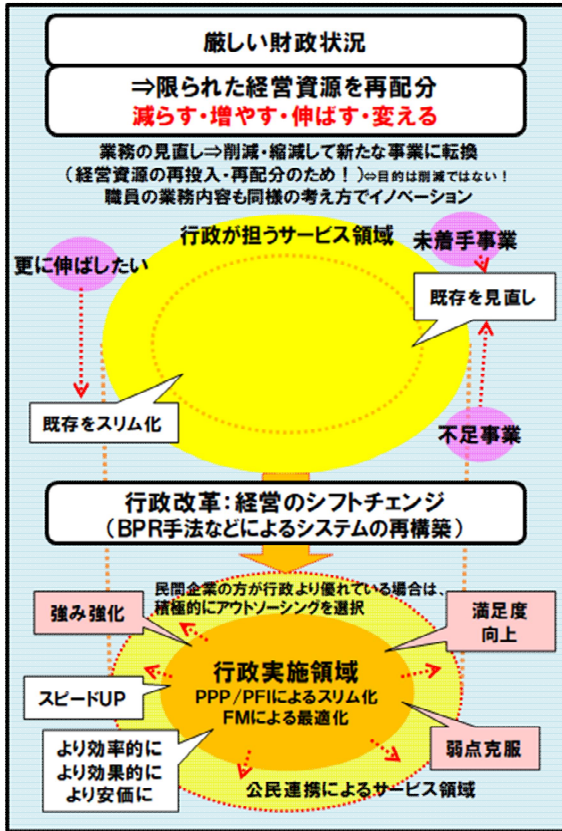 厳しい財政状況
⇒限られた経営資源を再配分
減らす・増やす・伸ばす・変える
業務の見直し⇒削減・縮減して新たな事業に転換
（経営資源の再投入・再配分のため！）⇔目的は削減ではない！
職員の業務内容も同様の考え方でイノベーション
行政が担うサービス領域
未着手事業
更に伸ばしたい
既存を見直し
既存をスリム化
不足事業
行政改革：経営のシフトチェンジ
（BPR手法などによるシステムの再構築）
民間企業の方が行政より優れている場合は、
積極的にアウトソーシングを選択
強み強化
満足度
向上
行政実施領域
PPP/PFIによるスリム化
FMによる最適化
スピードUP
より効率的に
より効果的に
より安価に
弱点克服
公民連携によるサービス領域